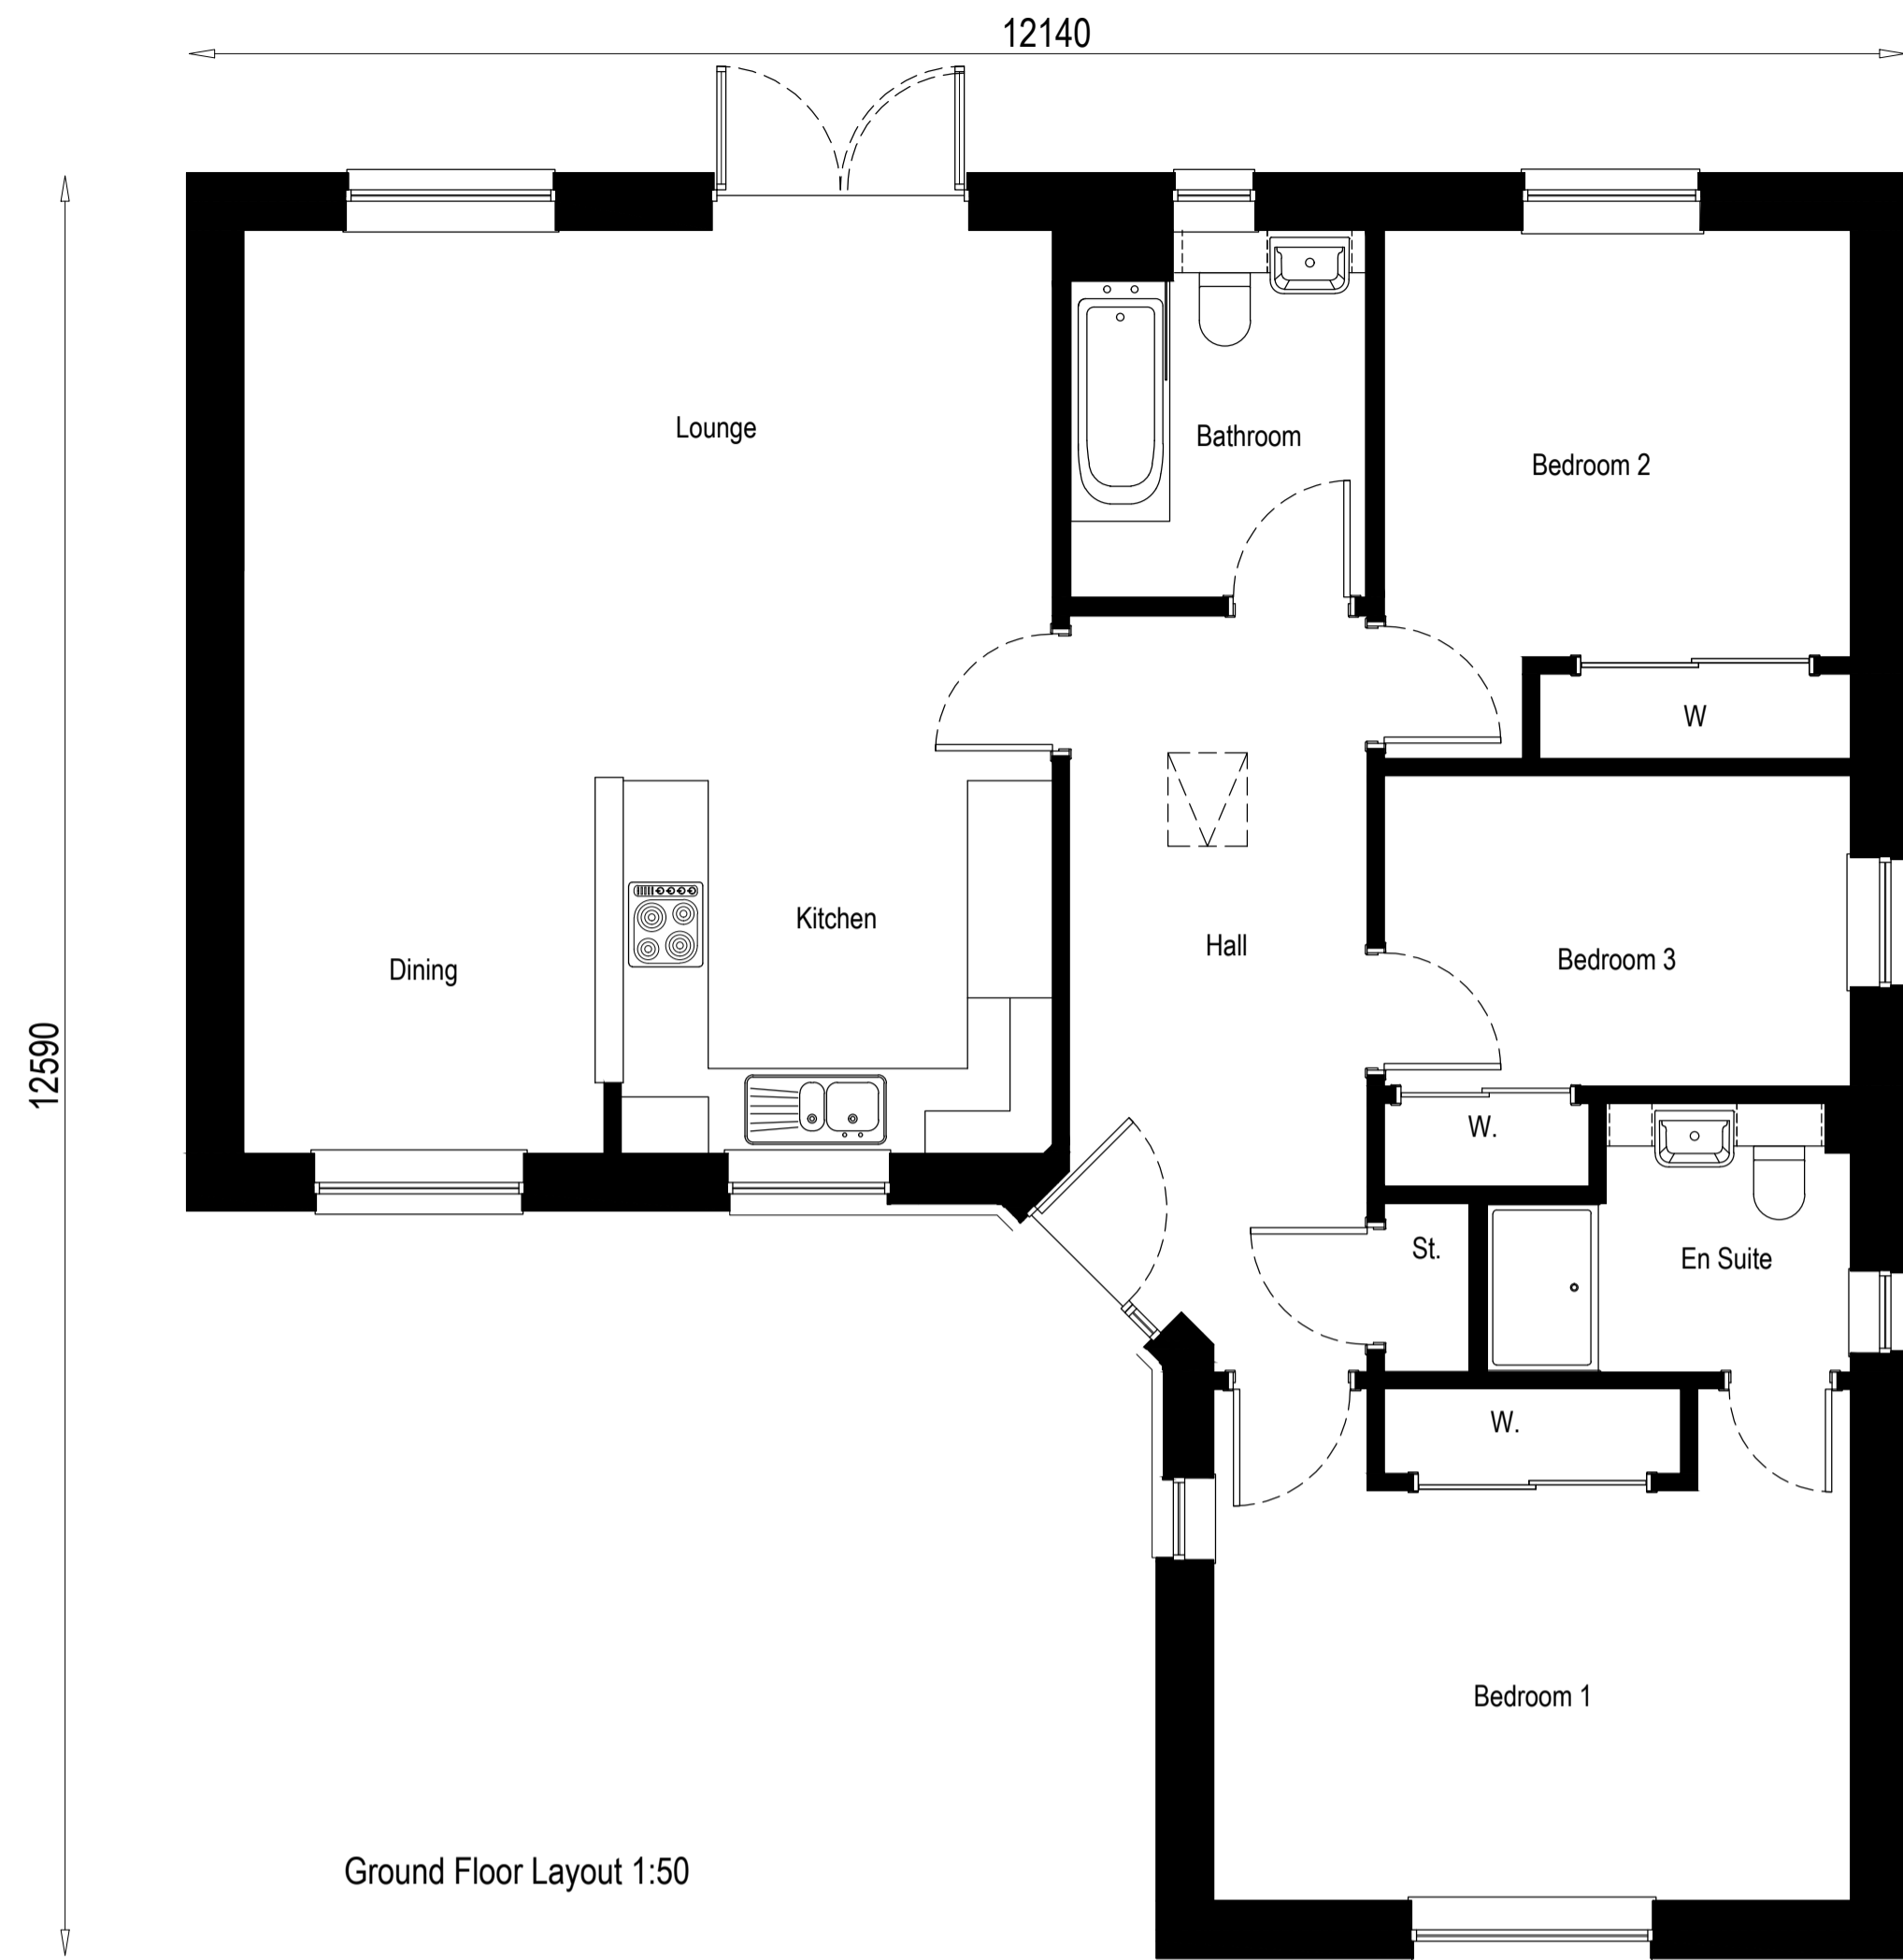 12140
Lounge
Bathroom
Bedroom 2
W
Kitchen
Hall
Bedroom 3
Dining
12590
W.
St.
En Suite
W.
Bedroom 1
Ground Floor Layout 1:50